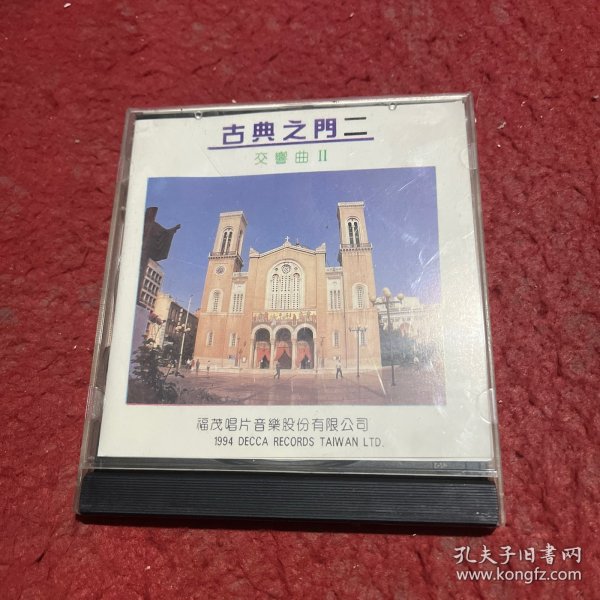 古典之門二
交響曲 II
福茂唱片音樂股份有限公司
1994 DECCA RECORDS TAIWAN LTD.
孔夫子旧书网
www.kongfz.com